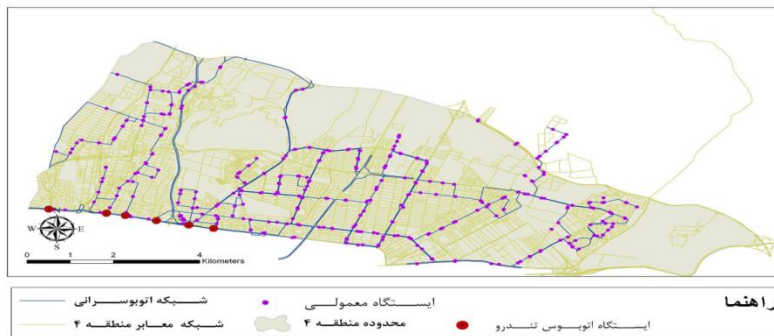 N
W E
S
0 1 2 4
Kilometers
راهنما
ایستگاه معمولی شبکه اتوبوسرانی
ایستگاه اتوبوس تندرو محدوده منطقه ۴ شبکه معابر منطقه ۴